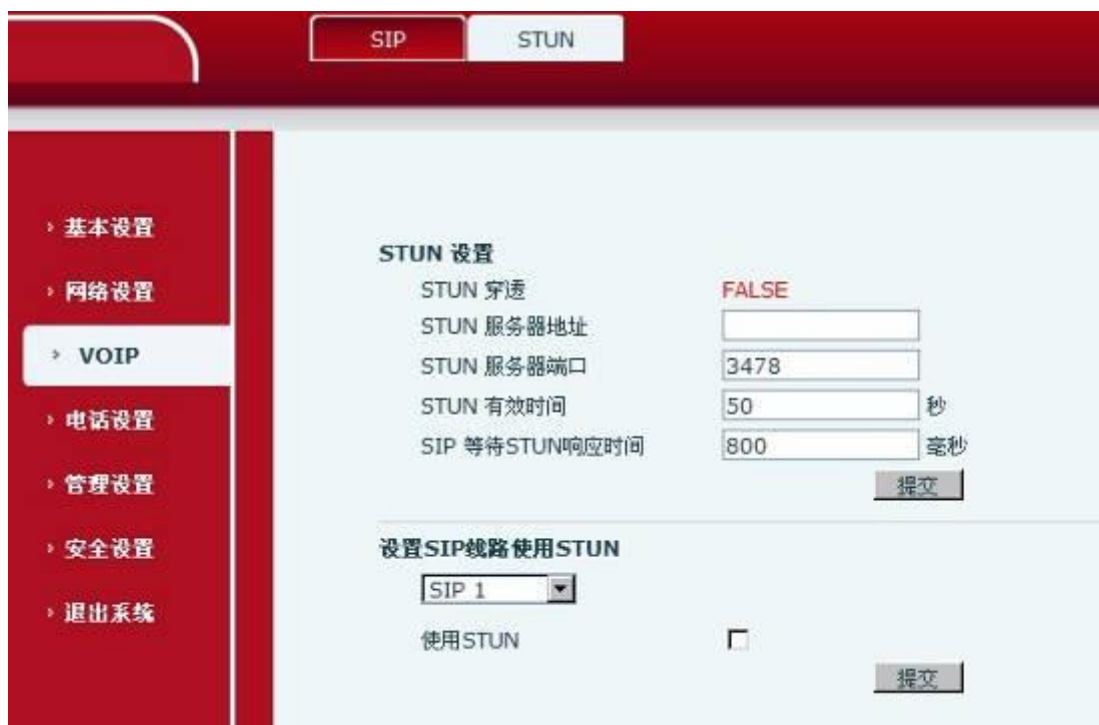 SIP STUN
基本设置
网络设置
VOIP
电话设置
管理设置
安全设置
退出系统
STUN 设置
STUN 穿透 FALSE
STUN 服务器地址
STUN 服务器端口 3478
STUN 有效时间 50 秒
SIP 等待STUN响应时间 800 毫秒
提交
设置SIP线路使用STUN
SIP 1
使用STUN
提交